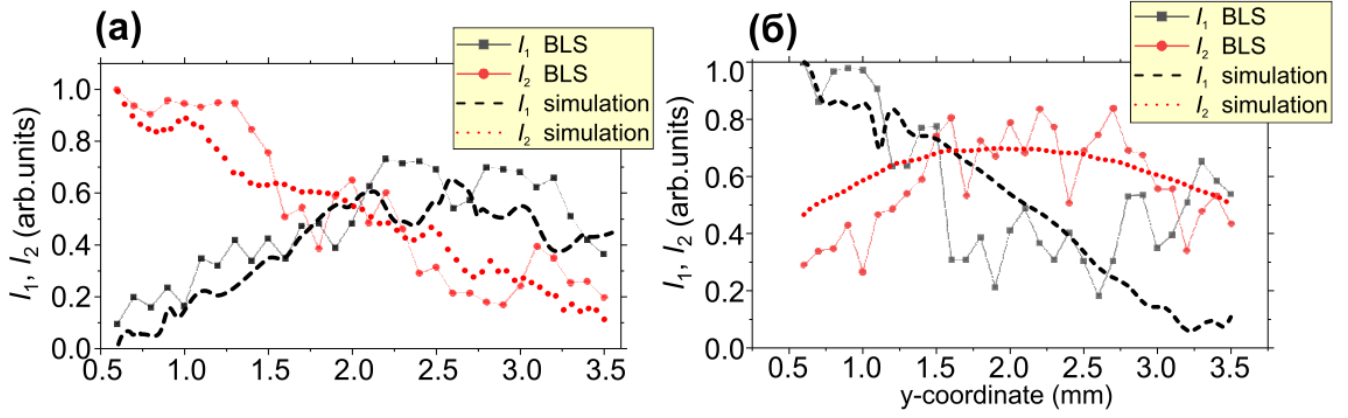 (а)
I₁ BLS
I₂ BLS
I₁ simulation
I₂ simulation
I₁, I₂ (arb.units)
1.0
0.8
0.6
0.4
0.2
0.0
0.5 1.0 1.5 2.0 2.5 3.0 3.5
(б)
I₁ BLS
I₂ BLS
I₁ simulation
I₂ simulation
I₁, I₂ (arb.units)
1.0
0.8
0.6
0.4
0.2
0.0
0.5 1.0 1.5 2.0 2.5 3.0 3.5
y-coordinate (mm)